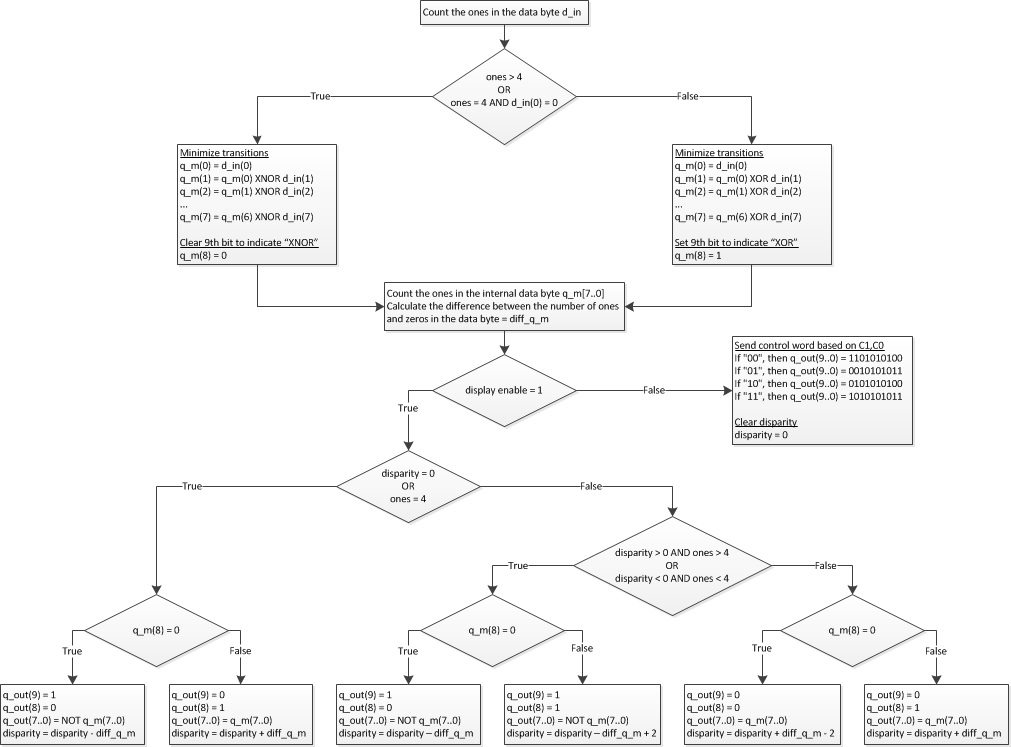 Count the ones in the data byte d_in
ones > 4
OR
ones = 4 AND d_in(0) = 0
True
False
Minimize transitions
q_m(0) = d_in(0)
q_m(1) = q_m(0) XNOR d_in(1)
q_m(2) = q_m(1) XNOR d_in(2)
...
q_m(7) = q_m(6) XNOR d_in(7)
Clear 9th bit to indicate “XNOR”
q_m(8) = 0
Minimize transitions
q_m(0) = d_in(0)
q_m(1) = q_m(0) XOR d_in(1)
q_m(2) = q_m(1) XOR d_in(2)
...
q_m(7) = q_m(6) XOR d_in(7)
Set 9th bit to indicate “XOR”
q_m(8) = 1
Count the ones in the internal data byte q_m[7..0]
Calculate the difference between the number of ones
and zeros in the data byte = diff_q_m
display enable = 1
True
False
Send control word based on C1,C0
If "00", then q_out(9..0) = 1101010100
If "01", then q_out(9..0) = 0010101011
If "10", then q_out(9..0) = 0101010100
If "11", then q_out(9..0) = 1010101011
Clear disparity
disparity = 0
disparity = 0
OR
ones = 4
True
False
disparity > 0 AND ones > 4
OR
disparity < 0 AND ones < 4
True
False
q_m(8) = 0
True
False
q_m(8) = 0
True
False
q_m(8) = 0
True
False
q_out(9) = 1
q_out(8) = 0
q_out(7..0) = NOT q_m(7..0)
disparity = disparity - diff_q_m
q_out(9) = 0
q_out(8) = 1
q_out(7..0) = q_m(7..0)
disparity = disparity + diff_q_m
q_out(9) = 1
q_out(8) = 0
q_out(7..0) = NOT q_m(7..0)
disparity = disparity – diff_q_m
q_out(9) = 1
q_out(8) = 1
q_out(7..0) = NOT q_m(7..0)
disparity = disparity – diff_q_m + 2
q_out(9) = 0
q_out(8) = 0
q_out(7..0) = q_m(7..0)
disparity = disparity + diff_q_m - 2
q_out(9) = 0
q_out(8) = 1
q_out(7..0) = q_m(7..0)
disparity = disparity + diff_q_m